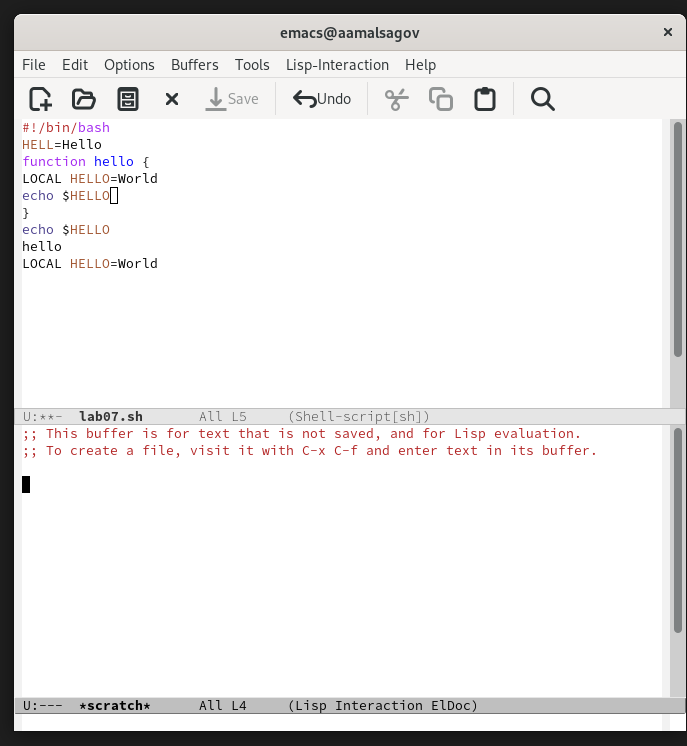 emacs@aamalsagov
File Edit Options Buffers Tools Lisp-Interaction Help
Save Undo
#!/bin/bash
HELL=Hello
function hello {
LOCAL HELLO=World
echo $HELLO
}
echo $HELLO
hello
LOCAL HELLO=World
U:**- lab07.sh All L5 (Shell-script[sh])
;; This buffer is for text that is not saved, and for Lisp evaluation.
;; To create a file, visit it with C-x C-f and enter text in its buffer.
U:--- *scratch* All L4 (Lisp Interaction ElDoc)